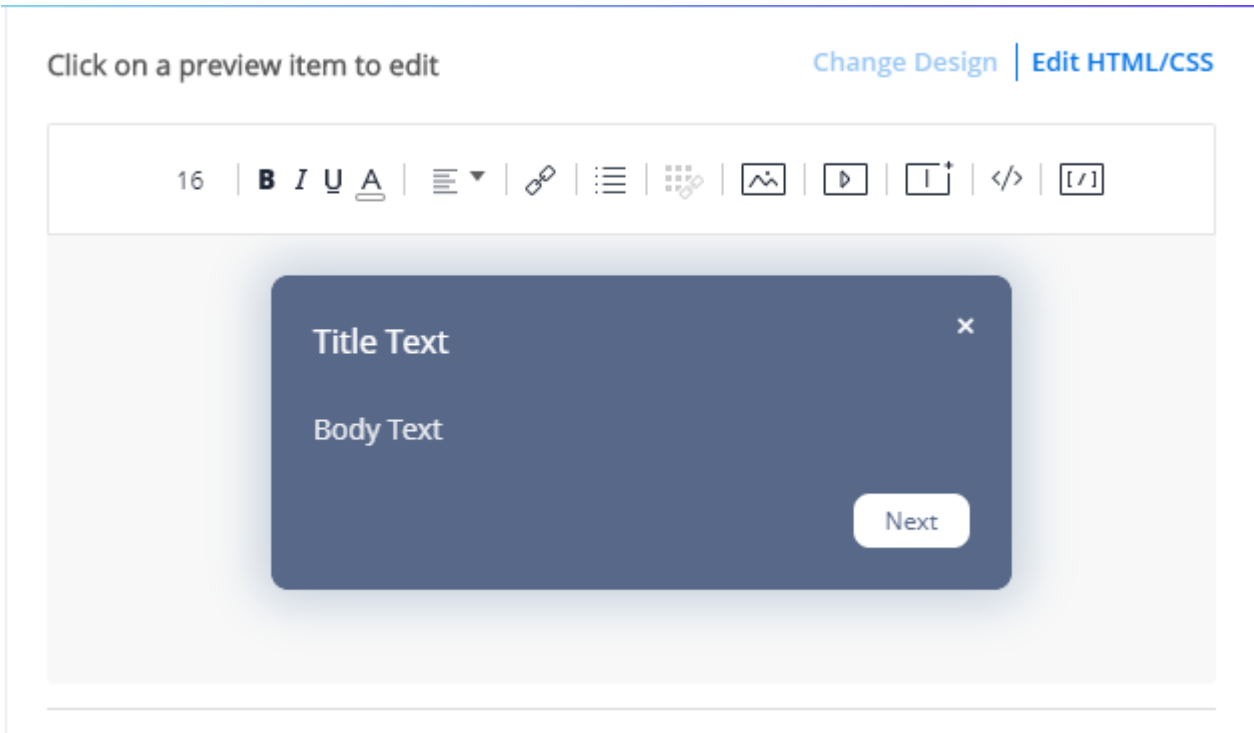 Click on a preview item to edit
Change Design | Edit HTML/CSS
16 B I U A </> [/]
Title Text ×
Body Text
Next